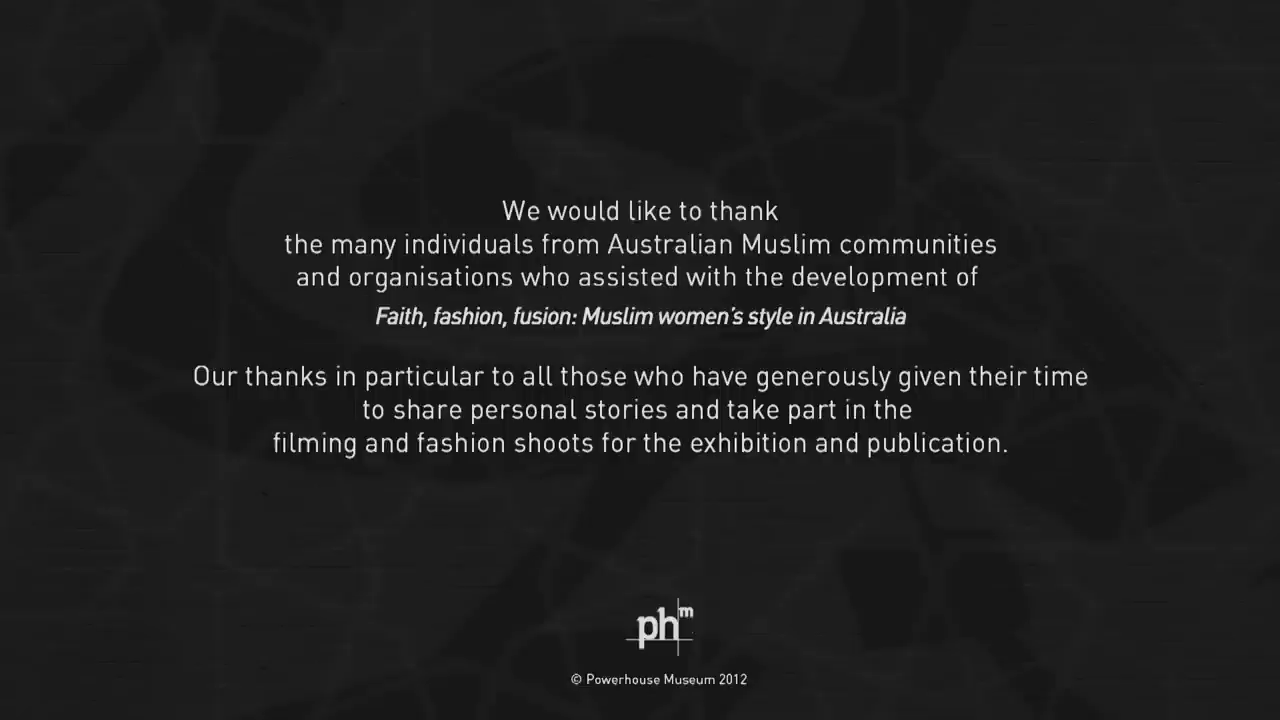 We would like to thank
the many individuals from Australian Muslim communities
and organisations who assisted with the development of
Faith, fashion, fusion: Muslim women's style in Australia
Our thanks in particular to all those who have generously given their time
to share personal stories and take part in the
filming and fashion shoots for the exhibition and publication.
phm
© Powerhouse Museum 2012